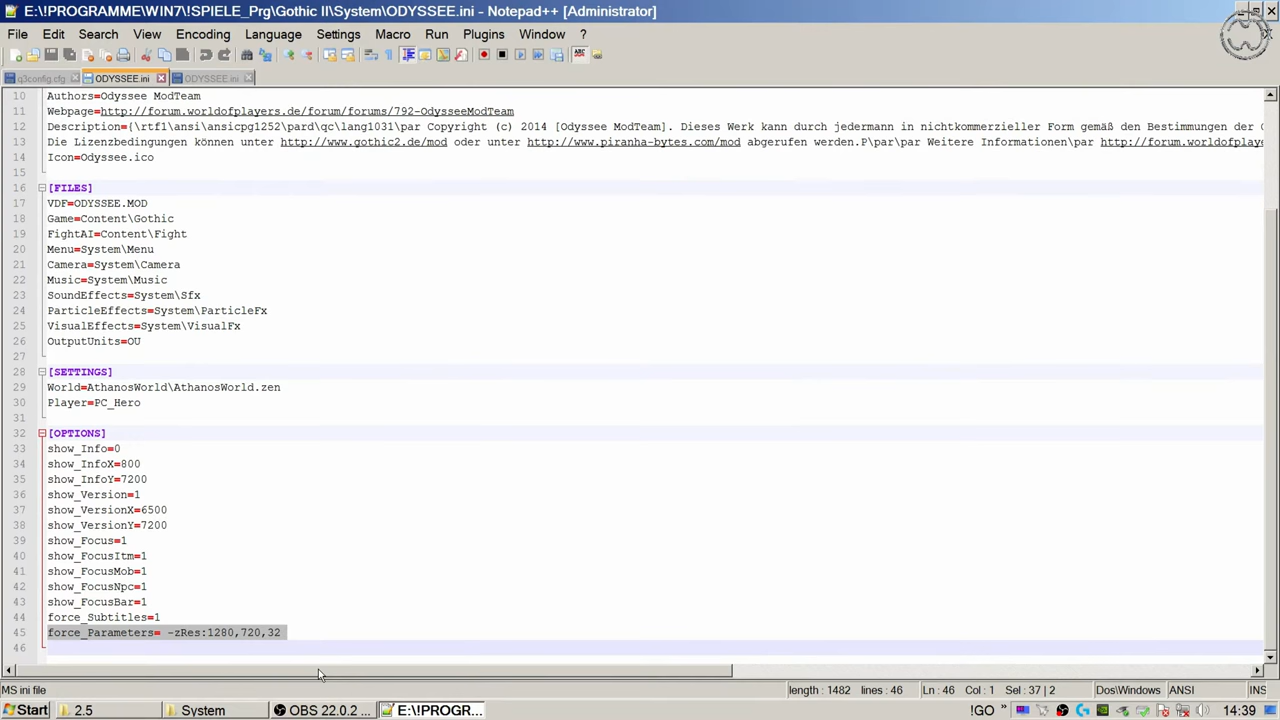 E:\!PROGRAMME\WIN7\!SPIELE_Prg\Gothic II\System\ODYSSEE.ini - Notepad++ [Administrator]
File Edit Search View Encoding Language Settings Macro Run Plugins Window ?
q3config.cfg ODYSSEE.ini ODYSSEE.ini
10 Authors=Odyssee ModTeam
11 Webpage=http://forum.worldofplayers.de/forum/forums/792-OdysseeModTeam
12 Description={\rtf1\ansi\ansicpg1252\pard\qc\lang1031\par Copyright (c) 2014 [Odyssee ModTeam]. Dieses Werk kann durch jedermann in nichtkommerzieller Form gemäß den Bestimmungen der
13 Die Lizenzbedingungen können unter http://www.gothic2.de/mod oder unter http://www.piranha-bytes.com/mod abgerufen werden.P\par\par Weitere Informationen\par http://forum.worldofplaye
14 Icon=Odyssee.ico
15
16 [FILES]
17 VDF=ODYSSEE.MOD
18 Game=Content\Gothic
19 FightAI=Content\Fight
20 Menu=System\Menu
21 Camera=System\Camera
22 Music=System\Music
23 SoundEffects=System\Sfx
24 ParticleEffects=System\ParticleFx
25 VisualEffects=System\VisualFx
26 OutputUnits=OU
27
28 [SETTINGS]
29 World=AthanosWorld\AthanosWorld.zen
30 Player=PC_Hero
31
32 [OPTIONS]
33 show_Info=0
34 show_InfoX=800
35 show_InfoY=7200
36 show_Version=1
37 show_VersionX=6500
38 show_VersionY=7200
39 show_Focus=1
40 show_FocusItm=1
41 show_FocusMob=1
42 show_FocusNpc=1
43 show_FocusBar=1
44 force_Subtitles=1
45 force_Parameters= -zRes:1280,720,32
46
MS ini file length : 1482 lines : 46 Ln : 46 Col : 1 Sel : 37 | 2 Dos\Windows ANSI INS
Start 2.5 System OBS 22.0.2 ... E:\!PROGR... !GO » 14:39